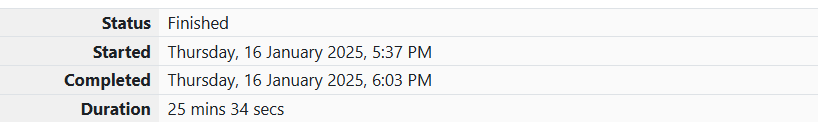 Status Finished
Started Thursday, 16 January 2025, 5:37 PM
Completed Thursday, 16 January 2025, 6:03 PM
Duration 25 mins 34 secs